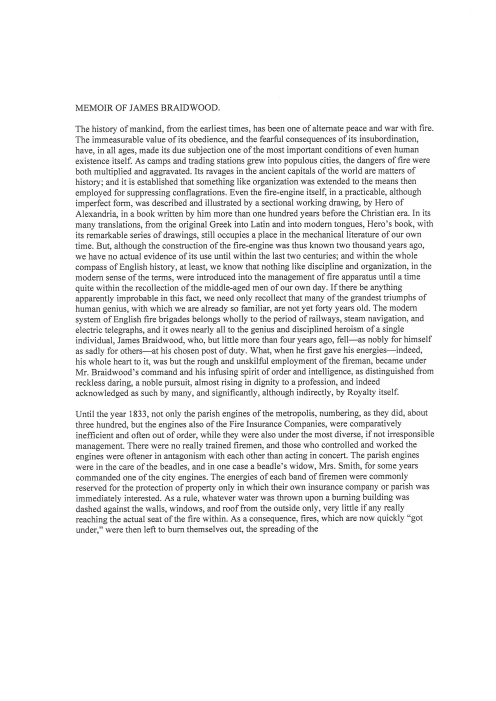 MEMOIR OF JAMES BRAIDWOOD.
The history of mankind, from the earliest times, has been one of alternate peace and war with fire.
The immeasurable value of its obedience, and the fearful consequences of its insubordination,
have, in all ages, made its due subjection one of the most important conditions of even human
existence itself. As camps and trading stations grew into populous cities, the dangers of fire were
both multiplied and aggravated. Its ravages in the ancient capitals of the world are matters of
history; and it is established that something like organization was extended to the means then
employed for suppressing conflagrations. Even the fire-engine itself, in a practicable, although
imperfect form, was described and illustrated by a sectional working drawing, by Hero of
Alexandria, in a book written by him more than one hundred years before the Christian era. In its
many translations, from the original Greek into Latin and into modern tongues, Hero's book, with
its remarkable series of drawings, still occupies a place in the mechanical literature of our own
time. But, although the construction of the fire-engine was thus known two thousand years ago,
we have no actual evidence of its use until within the last two centuries; and within the whole
compass of English history, at least, we know that nothing like discipline and organization, in the
modern sense of the terms, were introduced into the management of fire apparatus until a time
quite within the recollection of the middle-aged men of our own day. If there be anything
apparently improbable in this fact, we need only recollect that many of the grandest triumphs of
human genius, with which we are already so familiar, are not yet forty years old. The modern
system of English fire brigades belongs wholly to the period of railways, steam navigation, and
electric telegraphs, and it owes nearly all to the genius and disciplined heroism of a single
individual, James Braidwood, who, but little more than four years ago, fell—as nobly for himself
as sadly for others—at his chosen post of duty. What, when he first gave his energies—indeed,
his whole heart to it, was but the rough and unskilful employment of the fireman, became under
Mr. Braidwood's command and his infusing spirit of order and intelligence, as distinguished from
reckless daring, a noble pursuit, almost rising in dignity to a profession, and indeed
acknowledged as such by many, and significantly, although indirectly, by Royalty itself.
Until the year 1833, not only the parish engines of the metropolis, numbering, as they did, about
three hundred, but the engines also of the Fire Insurance Companies, were comparatively
inefficient and often out of order, while they were also under the most diverse, if not irresponsible
management. There were no really trained firemen, and those who controlled and worked the
engines were oftener in antagonism with each other than acting in concert. The parish engines
were in the care of the beadles, and in one case a beadle's widow, Mrs. Smith, for some years
commanded one of the city engines. The energies of each band of firemen were commonly
reserved for the protection of property only in which their own insurance company or parish was
immediately interested. As a rule, whatever water was thrown upon a burning building was
dashed against the walls, windows, and roof from the outside only, very little if any really
reaching the actual seat of the fire within. As a consequence, fires, which are now quickly “got
under,” were then left to burn themselves out, the spreading of the